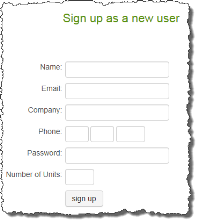 Sign up as a new user
Name:
Email:
Company:
Phone:
Password:
Number of Units:
sign up